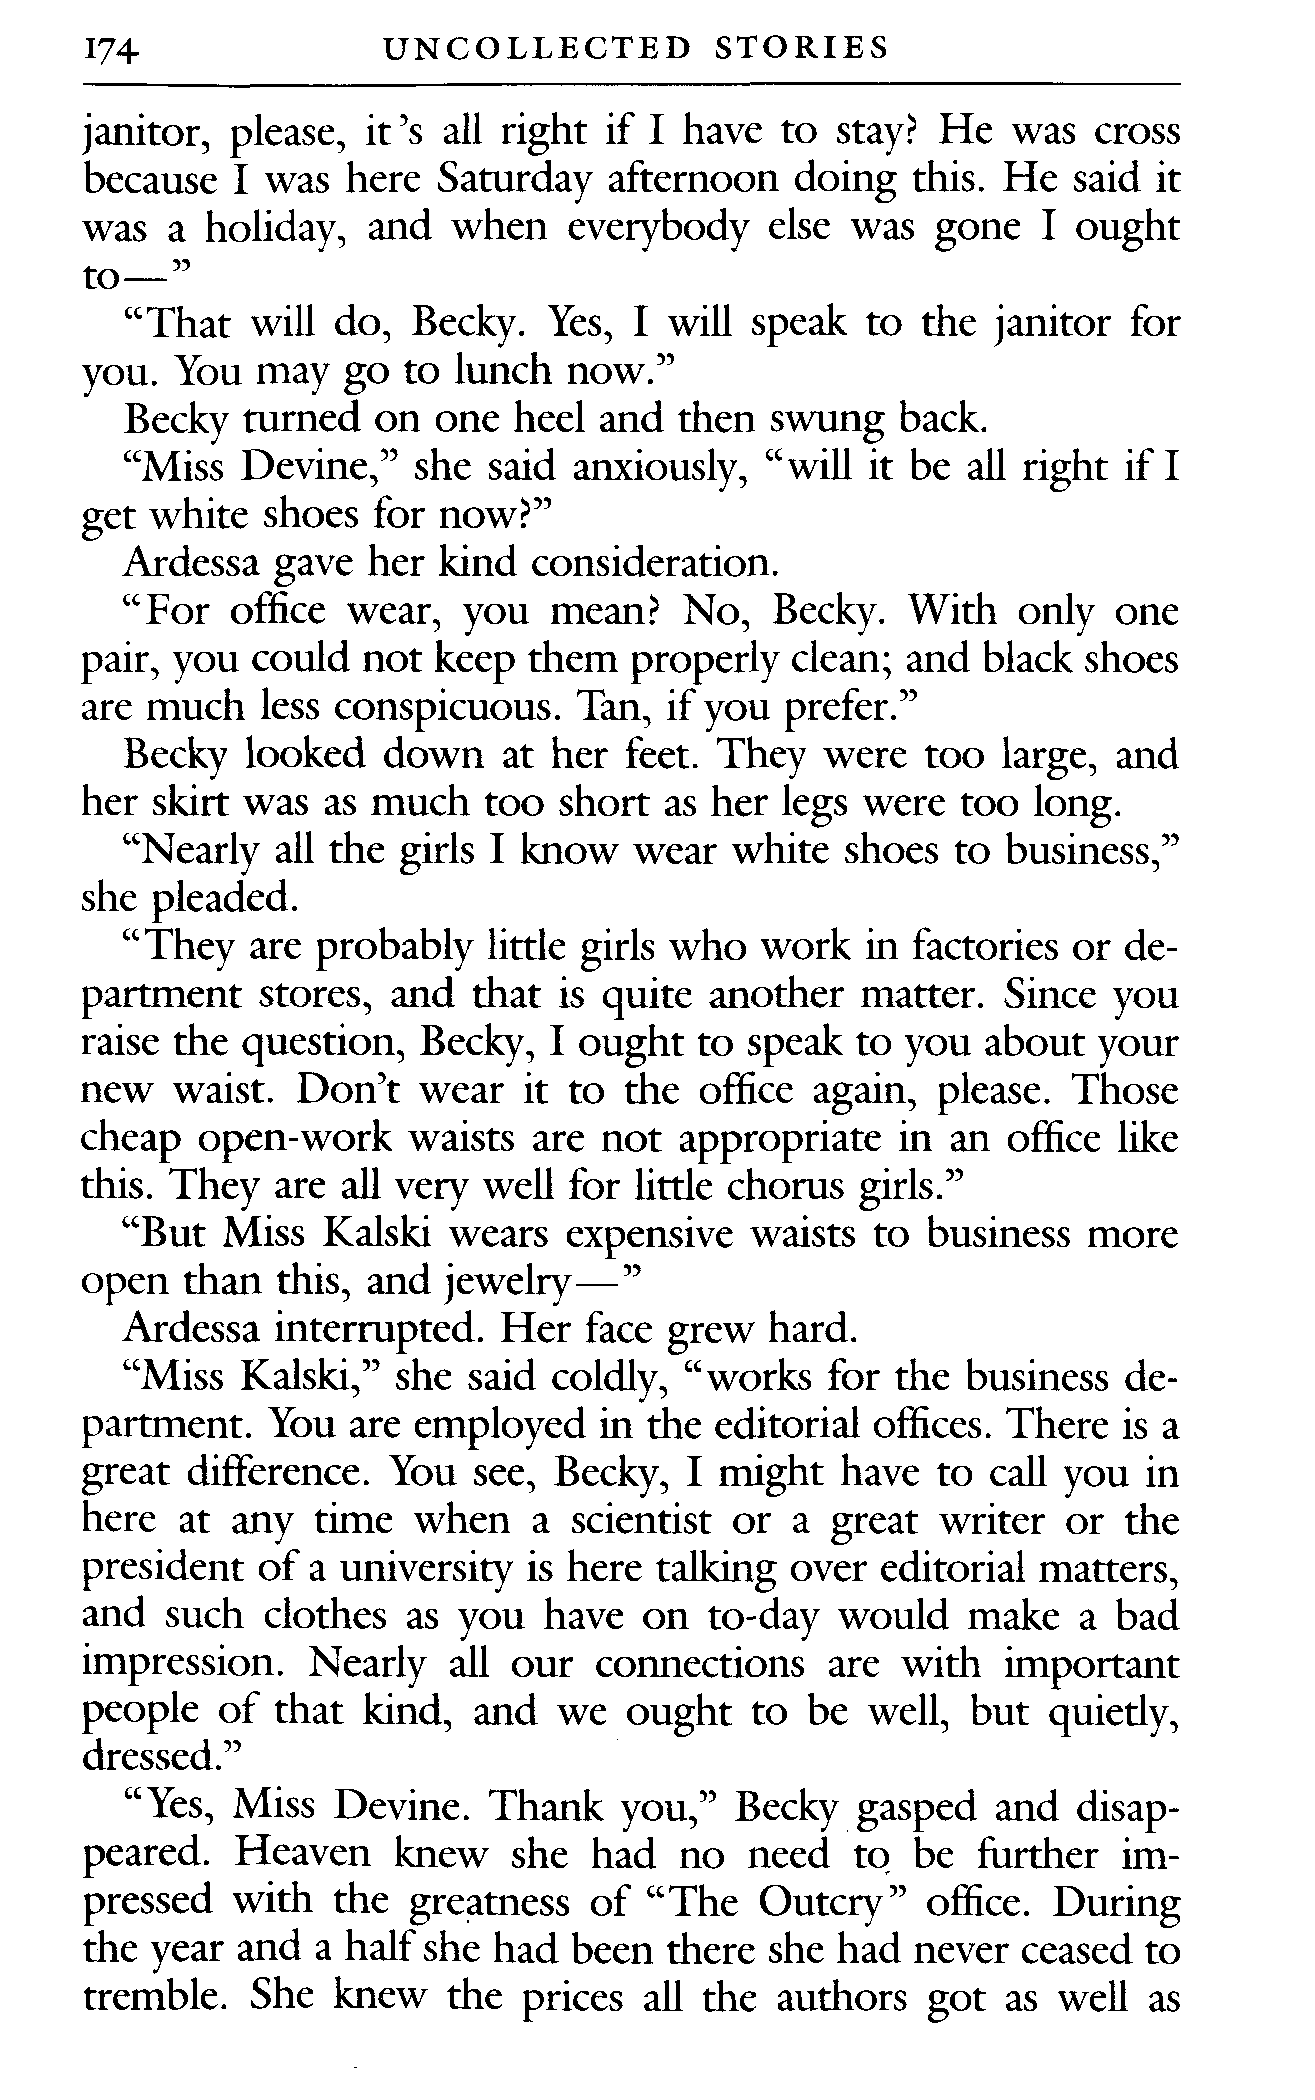 174 UNCOLLECTED STORIES
janitor, please, it's all right if I have to stay? He was cross
because I was here Saturday afternoon doing this. He said it
was a holiday, and when everybody else was gone I ought
to—"
"That will do, Becky. Yes, I will speak to the janitor for
you. You may go to lunch now."
Becky turned on one heel and then swung back.
"Miss Devine," she said anxiously, "will it be all right if I
get white shoes for now?"
Ardessa gave her kind consideration.
"For office wear, you mean? No, Becky. With only one
pair, you could not keep them properly clean; and black shoes
are much less conspicuous. Tan, if you prefer."
Becky looked down at her feet. They were too large, and
her skirt was as much too short as her legs were too long.
"Nearly all the girls I know wear white shoes to business,"
she pleaded.
"They are probably little girls who work in factories or de-
partment stores, and that is quite another matter. Since you
raise the question, Becky, I ought to speak to you about your
new waist. Don't wear it to the office again, please. Those
cheap open-work waists are not appropriate in an office like
this. They are all very well for little chorus girls."
"But Miss Kalski wears expensive waists to business more
open than this, and jewelry—"
Ardessa interrupted. Her face grew hard.
"Miss Kalski," she said coldly, "works for the business de-
partment. You are employed in the editorial offices. There is a
great difference. You see, Becky, I might have to call you in
here at any time when a scientist or a great writer or the
president of a university is here talking over editorial matters,
and such clothes as you have on to-day would make a bad
impression. Nearly all our connections are with important
people of that kind, and we ought to be well, but quietly,
dressed."
"Yes, Miss Devine. Thank you," Becky gasped and disap-
peared. Heaven knew she had no need to be further im-
pressed with the greatness of "The Outcry" office. During
the year and a half she had been there she had never ceased to
tremble. She knew the prices all the authors got as well as